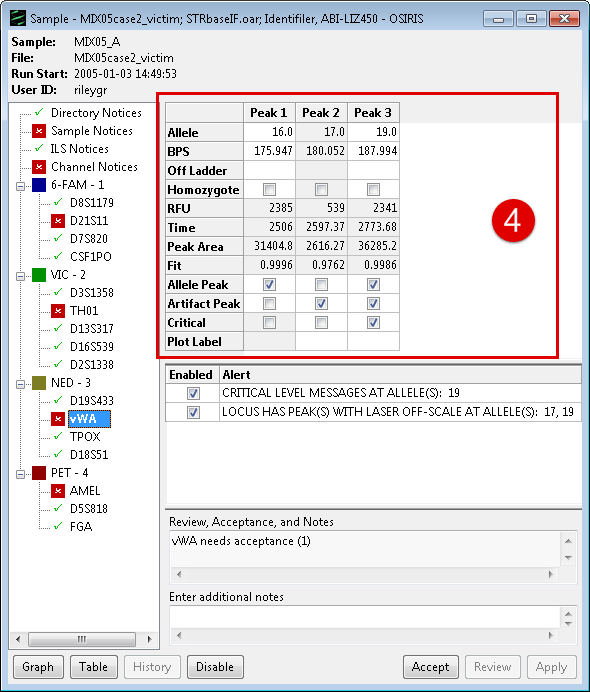 Sample - MIX05case2_victim; STRbaseIF.oar; Identifiler, ABI-LIZ450 - OSIRIS
Sample: MIX05_A
File: MIX05case2_victim
Run Start: 2005-01-03 14:49:53
User ID: rileygr
Directory Notices
Sample Notices
ILS Notices
Channel Notices
6-FAM - 1
D8S1179
D21S11
D7S820
CSF1PO
VIC - 2
D3S1358
TH01
D13S317
D16S539
D2S1338
NED - 3
D19S433
vWA
TPOX
D18S51
PET - 4
AMEL
D5S818
FGA
Peak 1 Peak 2 Peak 3
Allele 16.0 17.0 19.0
BPS 175.947 180.052 187.994
Off Ladder
Homozygote
RFU 2385 539 2341
Time 2506 2597.37 2773.68
Peak Area 31404.8 2616.27 36285.2
Fit 0.9996 0.9762 0.9986
Allele Peak
Artifact Peak
Critical
Plot Label
4
Enabled Alert
CRITICAL LEVEL MESSAGES AT ALLELE(S): 19
LOCUS HAS PEAK(S) WITH LASER OFF-SCALE AT ALLELE(S): 17, 19
Review, Acceptance, and Notes
vWA needs acceptance (1)
Enter additional notes
Graph Table History Disable Accept Review Apply